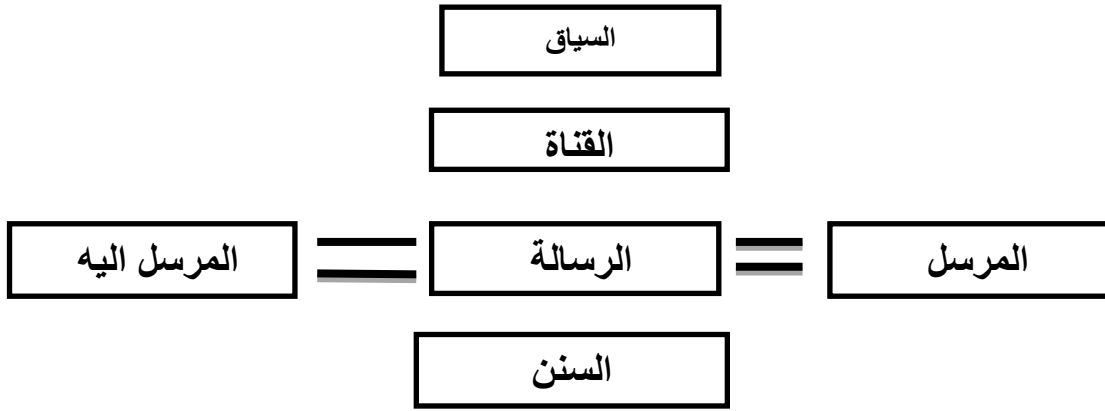 السياق
القناة
المرسل
الرسالة
المرسل اليه
السنن